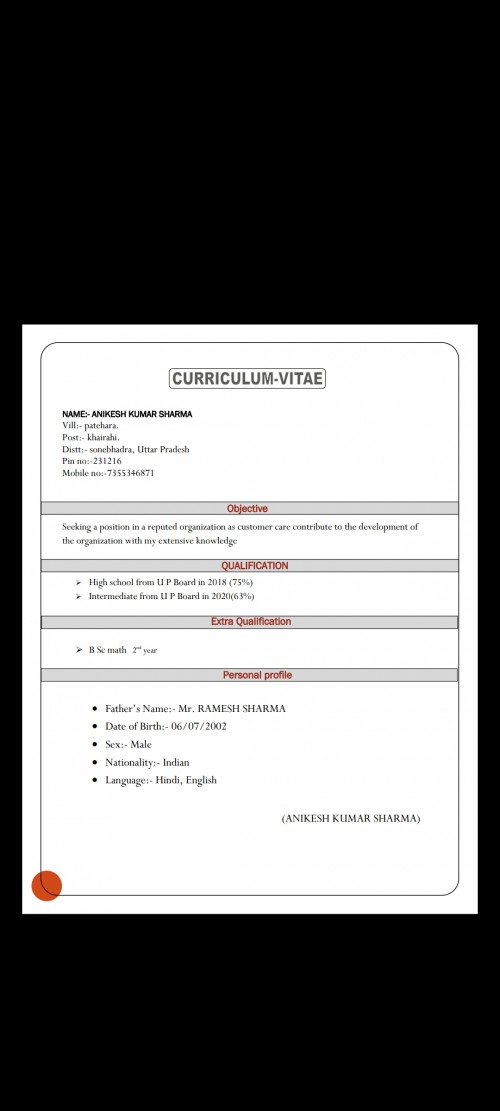 CURRICULUM-VITAE
NAME:- ANIKESH KUMAR SHARMA
Vill:- patehara.
Post:- khairahi.
Distt:- sonebhadra, Uttar Pradesh
Pin no:-231216
Mobile no:-7355346871
Objective
Seeking a position in a reputed organization as customer care contribute to the development of
the organization with my extensive knowledge
QUALIFICATION
➢ High school from U P Board in 2018 (75%)
➢ Intermediate from U P Board in 2020(63%)
Extra Qualification
➢ B Sc math 2nd year
Personal profile
• Father's Name:- Mr. RAMESH SHARMA
• Date of Birth:- 06/07/2002
• Sex:- Male
• Nationality:- Indian
• Language:- Hindi, English
(ANIKESH KUMAR SHARMA)